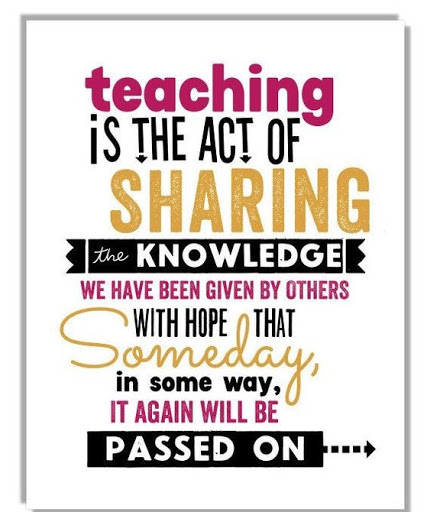 teaching
iS THE ACT OF
SHARING
the KNOWLEDGE
WE HAVE BEEN GIVEN BY OTHERS
WITH HOPE THAT
Someday,
in some way,
IT AGAIN WILL BE
PASSED ON